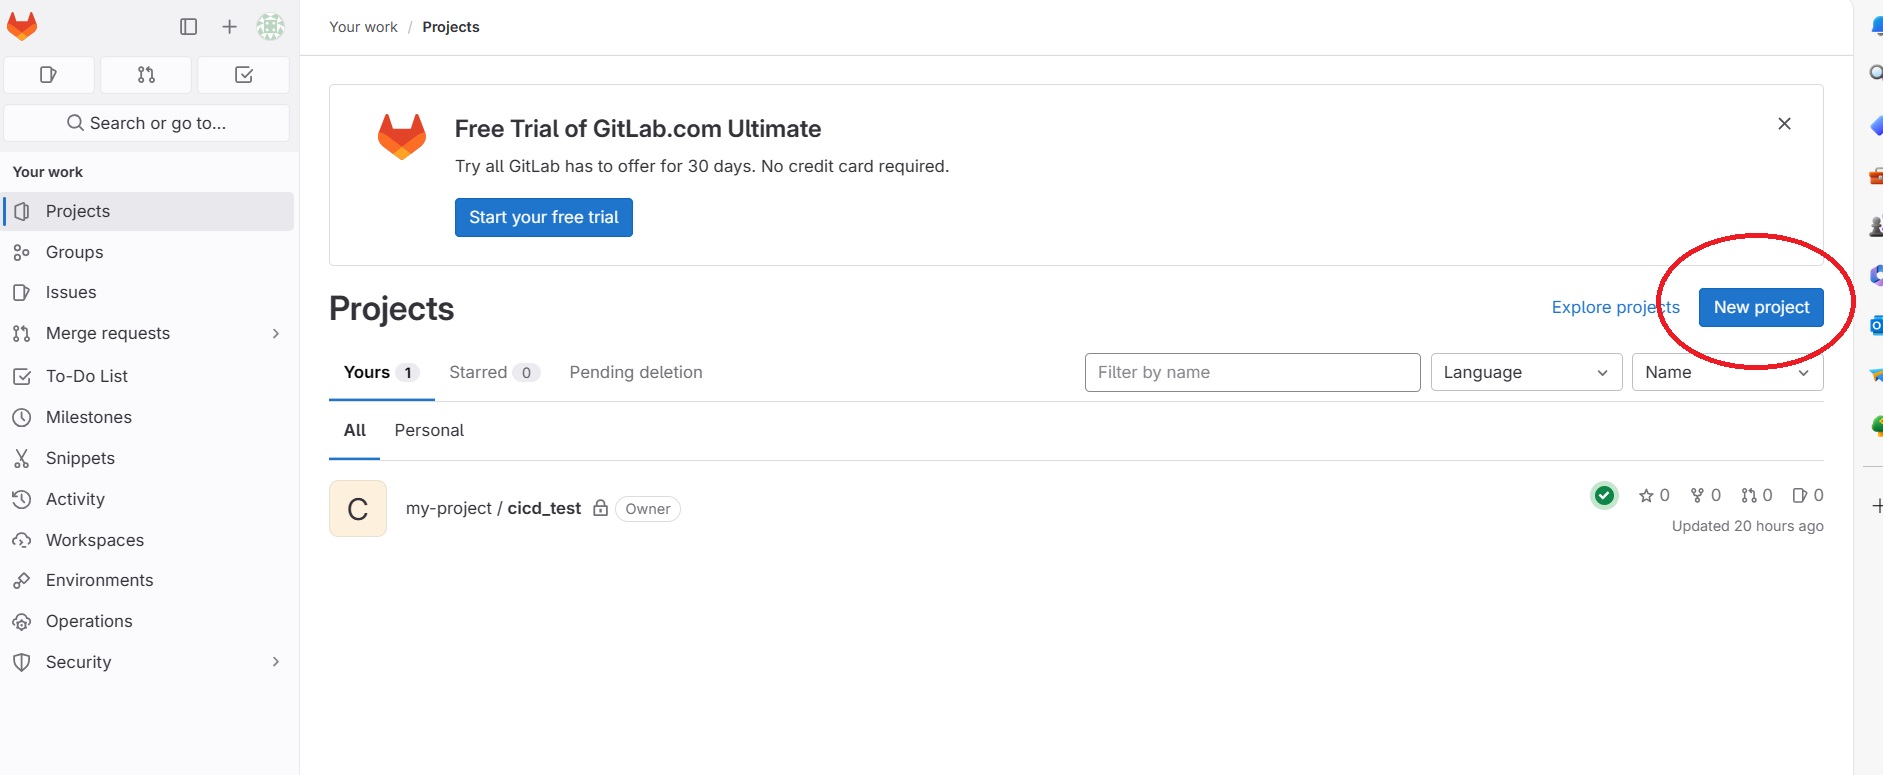 Your work / Projects
Search or go to...
Your work
Projects
Groups
Issues
Merge requests
To-Do List
Milestones
Snippets
Activity
Workspaces
Environments
Operations
Security
Free Trial of GitLab.com Ultimate
Try all GitLab has to offer for 30 days. No credit card required.
Start your free trial
Projects
Explore projects
New project
Yours 1 Starred 0 Pending deletion
Filter by name Language Name
All Personal
C my-project / cicd_test Owner
0 0 0 0
Updated 20 hours ago